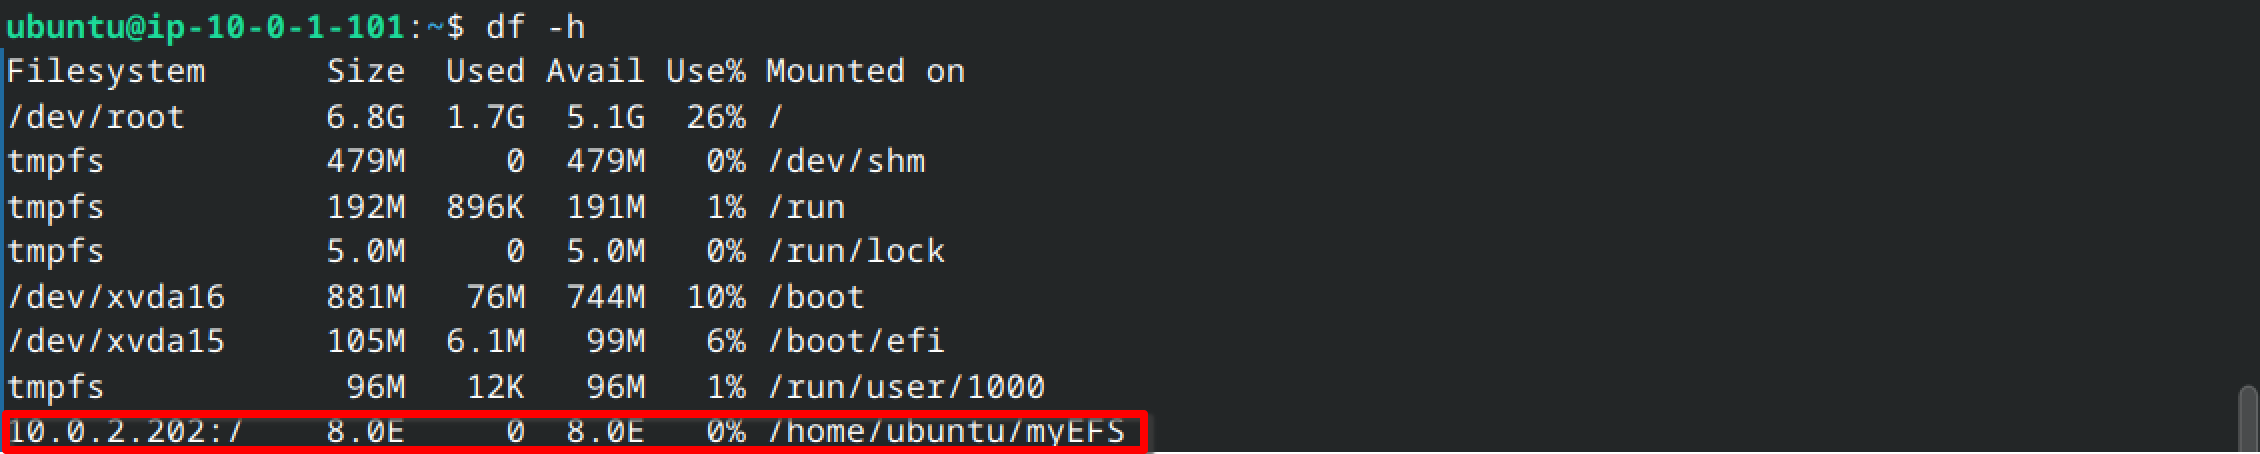 ubuntu@ip-10-0-1-101:~$ df -h
Filesystem      Size  Used Avail Use% Mounted on
/dev/root       6.8G  1.7G  5.1G  26% /
tmpfs           479M     0  479M   0% /dev/shm
tmpfs           192M  896K  191M   1% /run
tmpfs           5.0M     0  5.0M   0% /run/lock
/dev/xvda16     881M   76M  744M  10% /boot
/dev/xvda15     105M  6.1M   99M   6% /boot/efi
tmpfs            96M   12K   96M   1% /run/user/1000
10.0.2.202:/    8.0E     0  8.0E   0% /home/ubuntu/myEFS